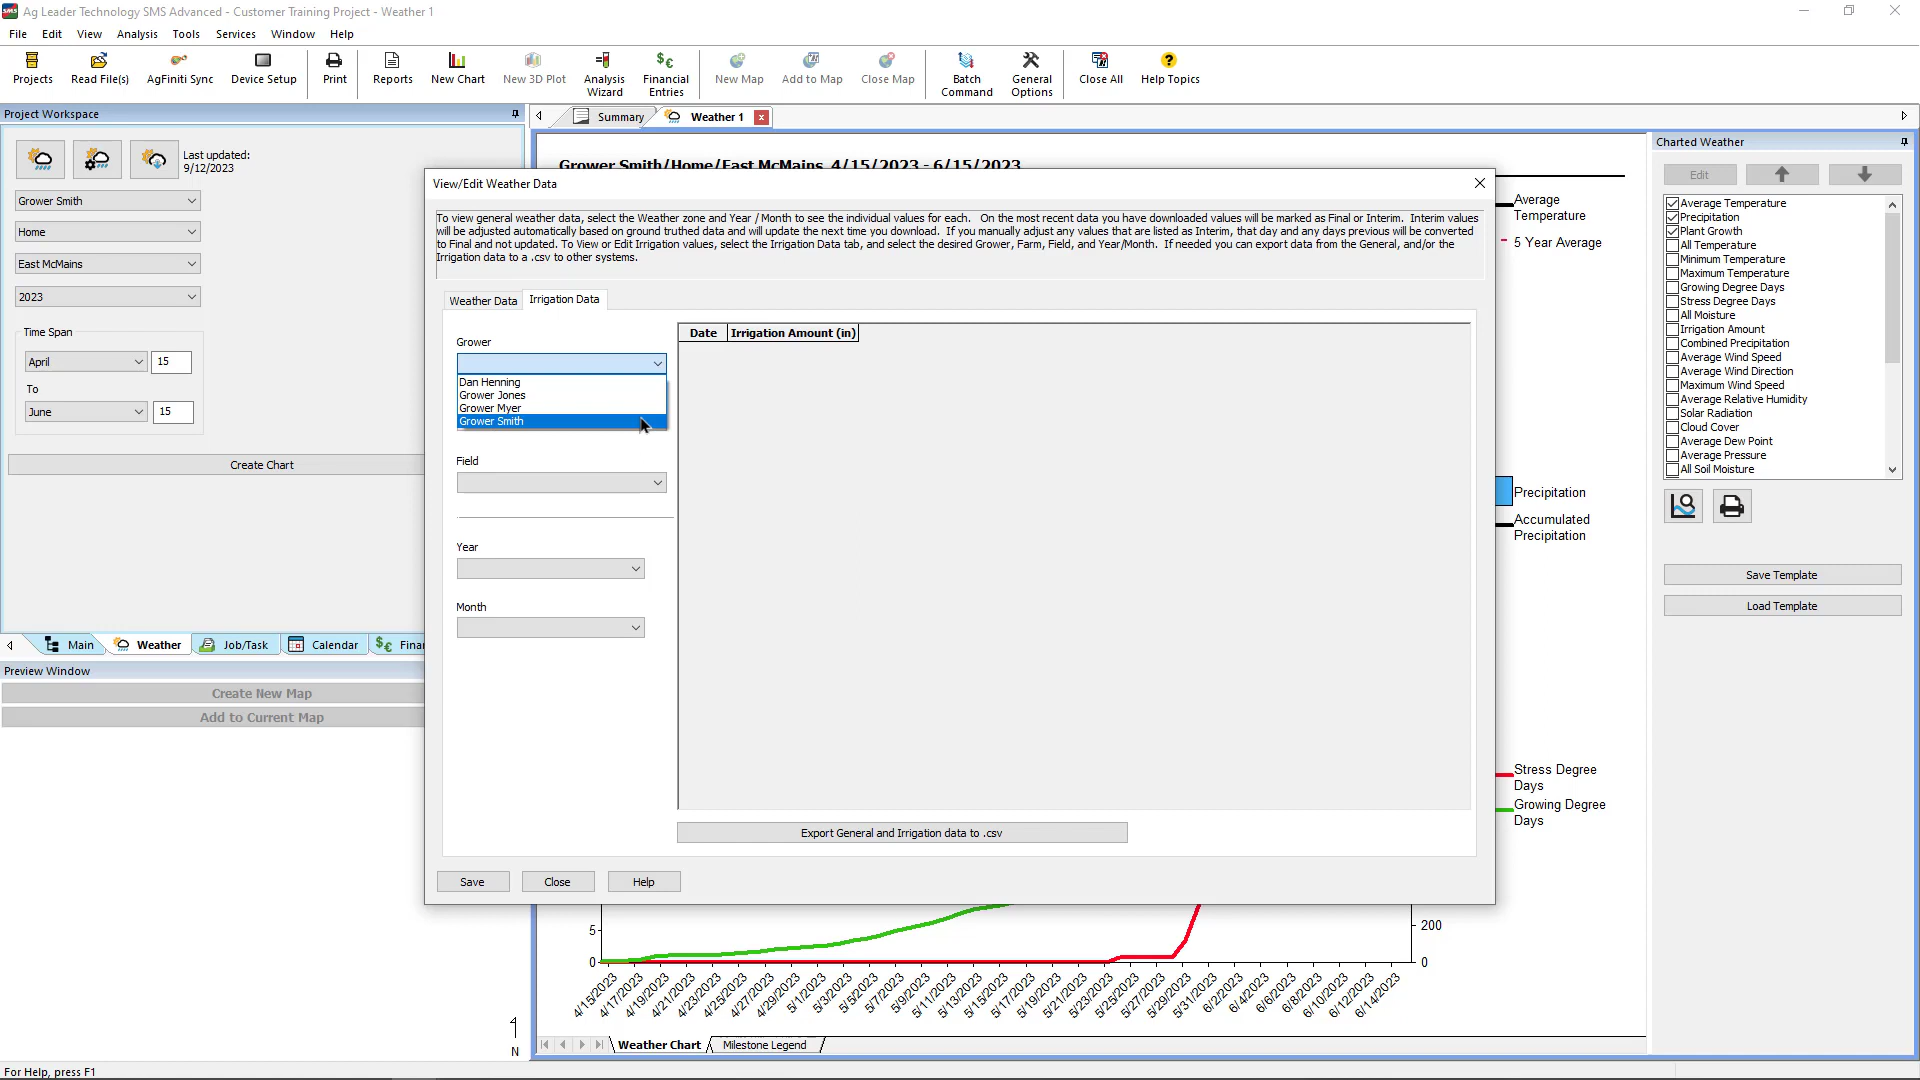 Ag Leader Technology SMS Advanced - Customer Training Project - Weather 1
File Edit View Analysis Tools Services Window Help
Projects Read File(s) AgFiniti Sync Device Setup Print Reports New Chart New 3D Plot Analysis Wizard Financial Entries New Map Add to Map Close Map Batch Command General Options Close All Help Topics
Project Workspace
Last updated:
9/12/2023
Grower Smith
Home
East McMains
2023
Time Span
April 15
To
June 15
Create Chart
Main Weather Job/Task Calendar Finan
Preview Window
Create New Map
Add to Current Map
N
Summary Weather 1
Grower Smith/Home/East McMains 4/15/2023 - 6/15/2023
View/Edit Weather Data
To view general weather data, select the Weather zone and Year / Month to see the individual values for each. On the most recent data you have downloaded values will be marked as Final or Interim. Interim values
will be adjusted automatically based on ground truthed data and will update the next time you download. If you manually adjust any values that are listed as Interim, that day and any days previous will be converted
to Final and not updated. To View or Edit Irrigation values, select the Irrigation Data tab, and select the desired Grower, Farm, Field, and Year/Month. If needed you can export data from the General, and/or the
Irrigation data to a .csv to other systems.
Weather Data Irrigation Data
Grower
Dan Henning
Grower Jones
Grower Myer
Grower Smith
Field
Year
Month
Date Irrigation Amount (in)
Export General and Irrigation data to .csv
Save Close Help
Average
Temperature
5 Year Average
Precipitation
Accumulated
Precipitation
Stress Degree
Days
Growing Degree
Days
5
0
200
0
4/15/2023 4/17/2023 4/19/2023 4/21/2023 4/23/2023 4/25/2023 4/27/2023 4/29/2023 5/1/2023 5/3/2023 5/5/2023 5/7/2023 5/9/2023 5/11/2023 5/13/2023 5/15/2023 5/17/2023 5/19/2023 5/21/2023 5/23/2023 5/25/2023 5/27/2023 5/29/2023 5/31/2023 6/2/2023 6/4/2023 6/6/2023 6/8/2023 6/10/2023 6/12/2023 6/14/2023
Weather Chart Milestone Legend
Charted Weather
Edit
Average Temperature
Precipitation
Plant Growth
All Temperature
Minimum Temperature
Maximum Temperature
Growing Degree Days
Stress Degree Days
All Moisture
Irrigation Amount
Combined Precipitation
Average Wind Speed
Average Wind Direction
Maximum Wind Speed
Average Relative Humidity
Solar Radiation
Cloud Cover
Average Dew Point
Average Pressure
All Soil Moisture
Save Template
Load Template
For Help, press F1